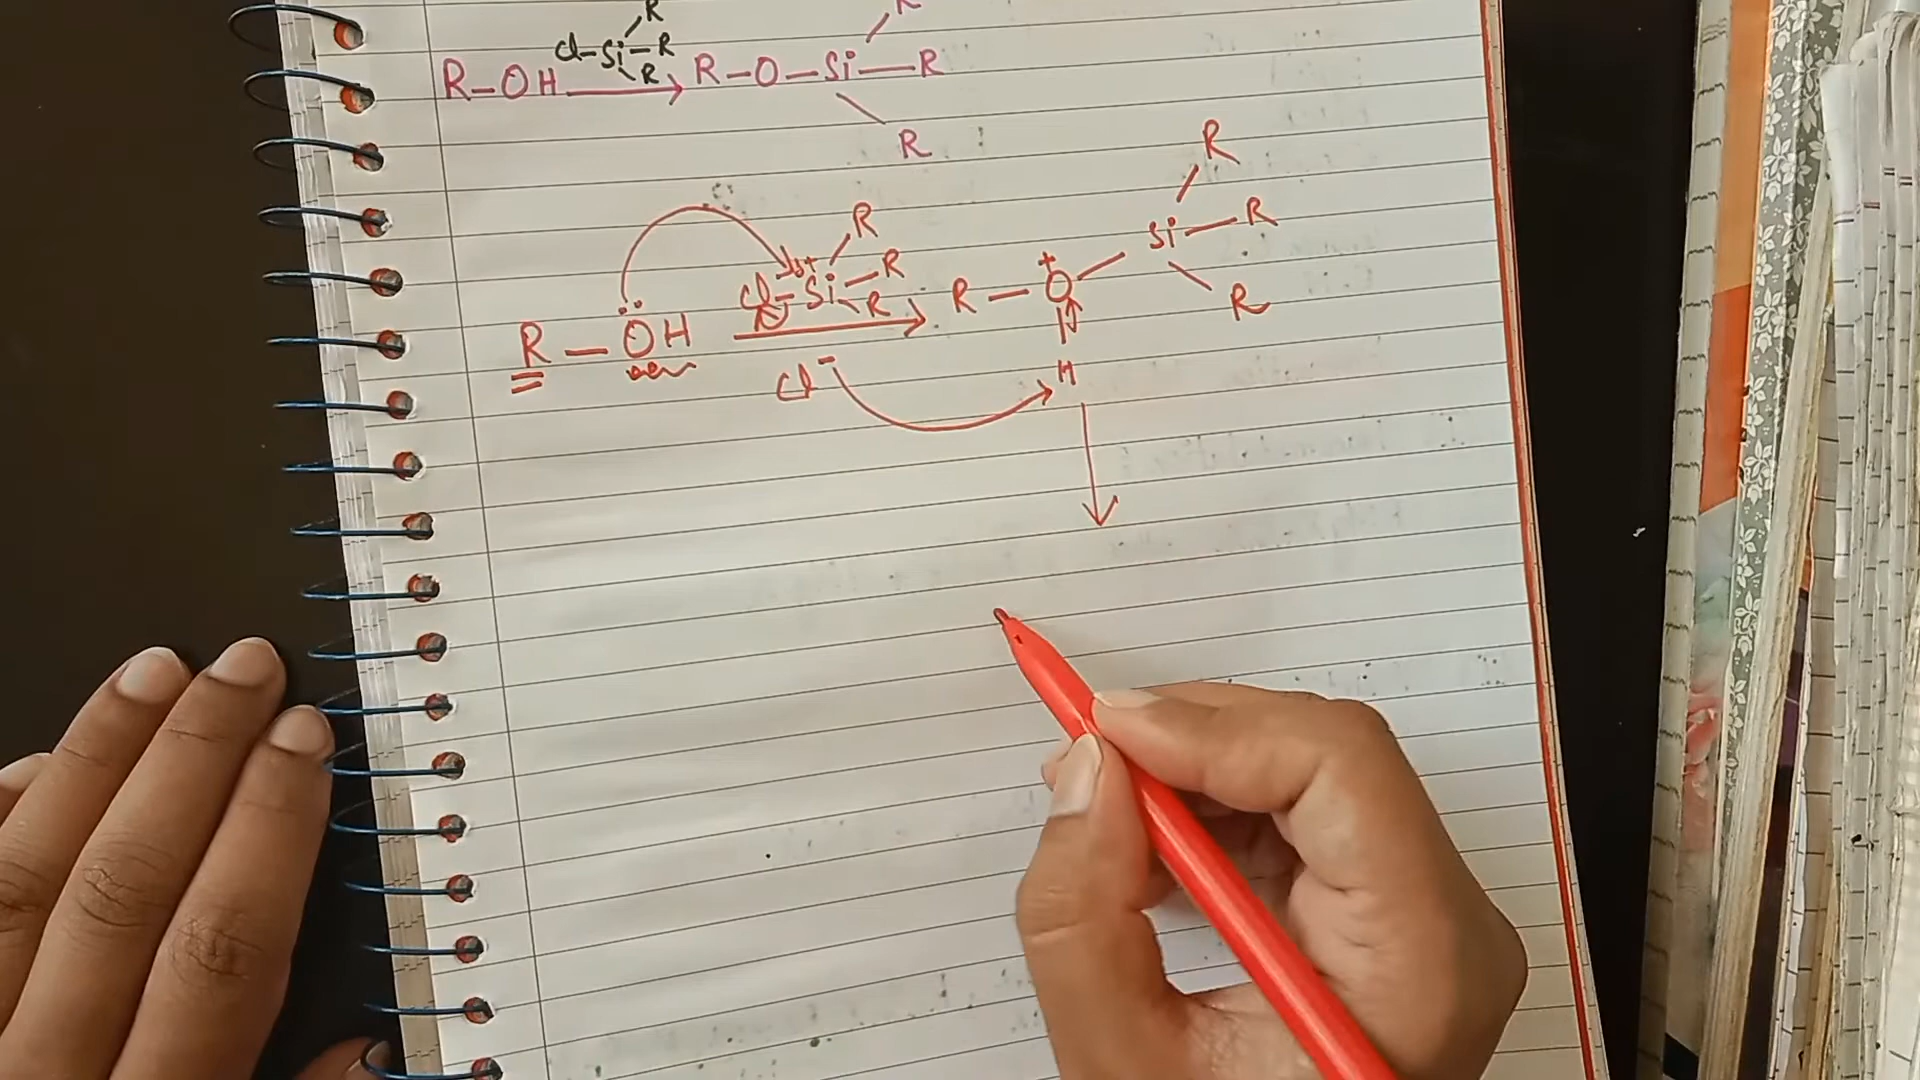 R
Cl-Si-R
R
R-OH → R-O-Si-R
R
R
R
Cl-Si-R
δ+
R
R-ÖH → R-O-Si-R
+
R
H
Cl⁻